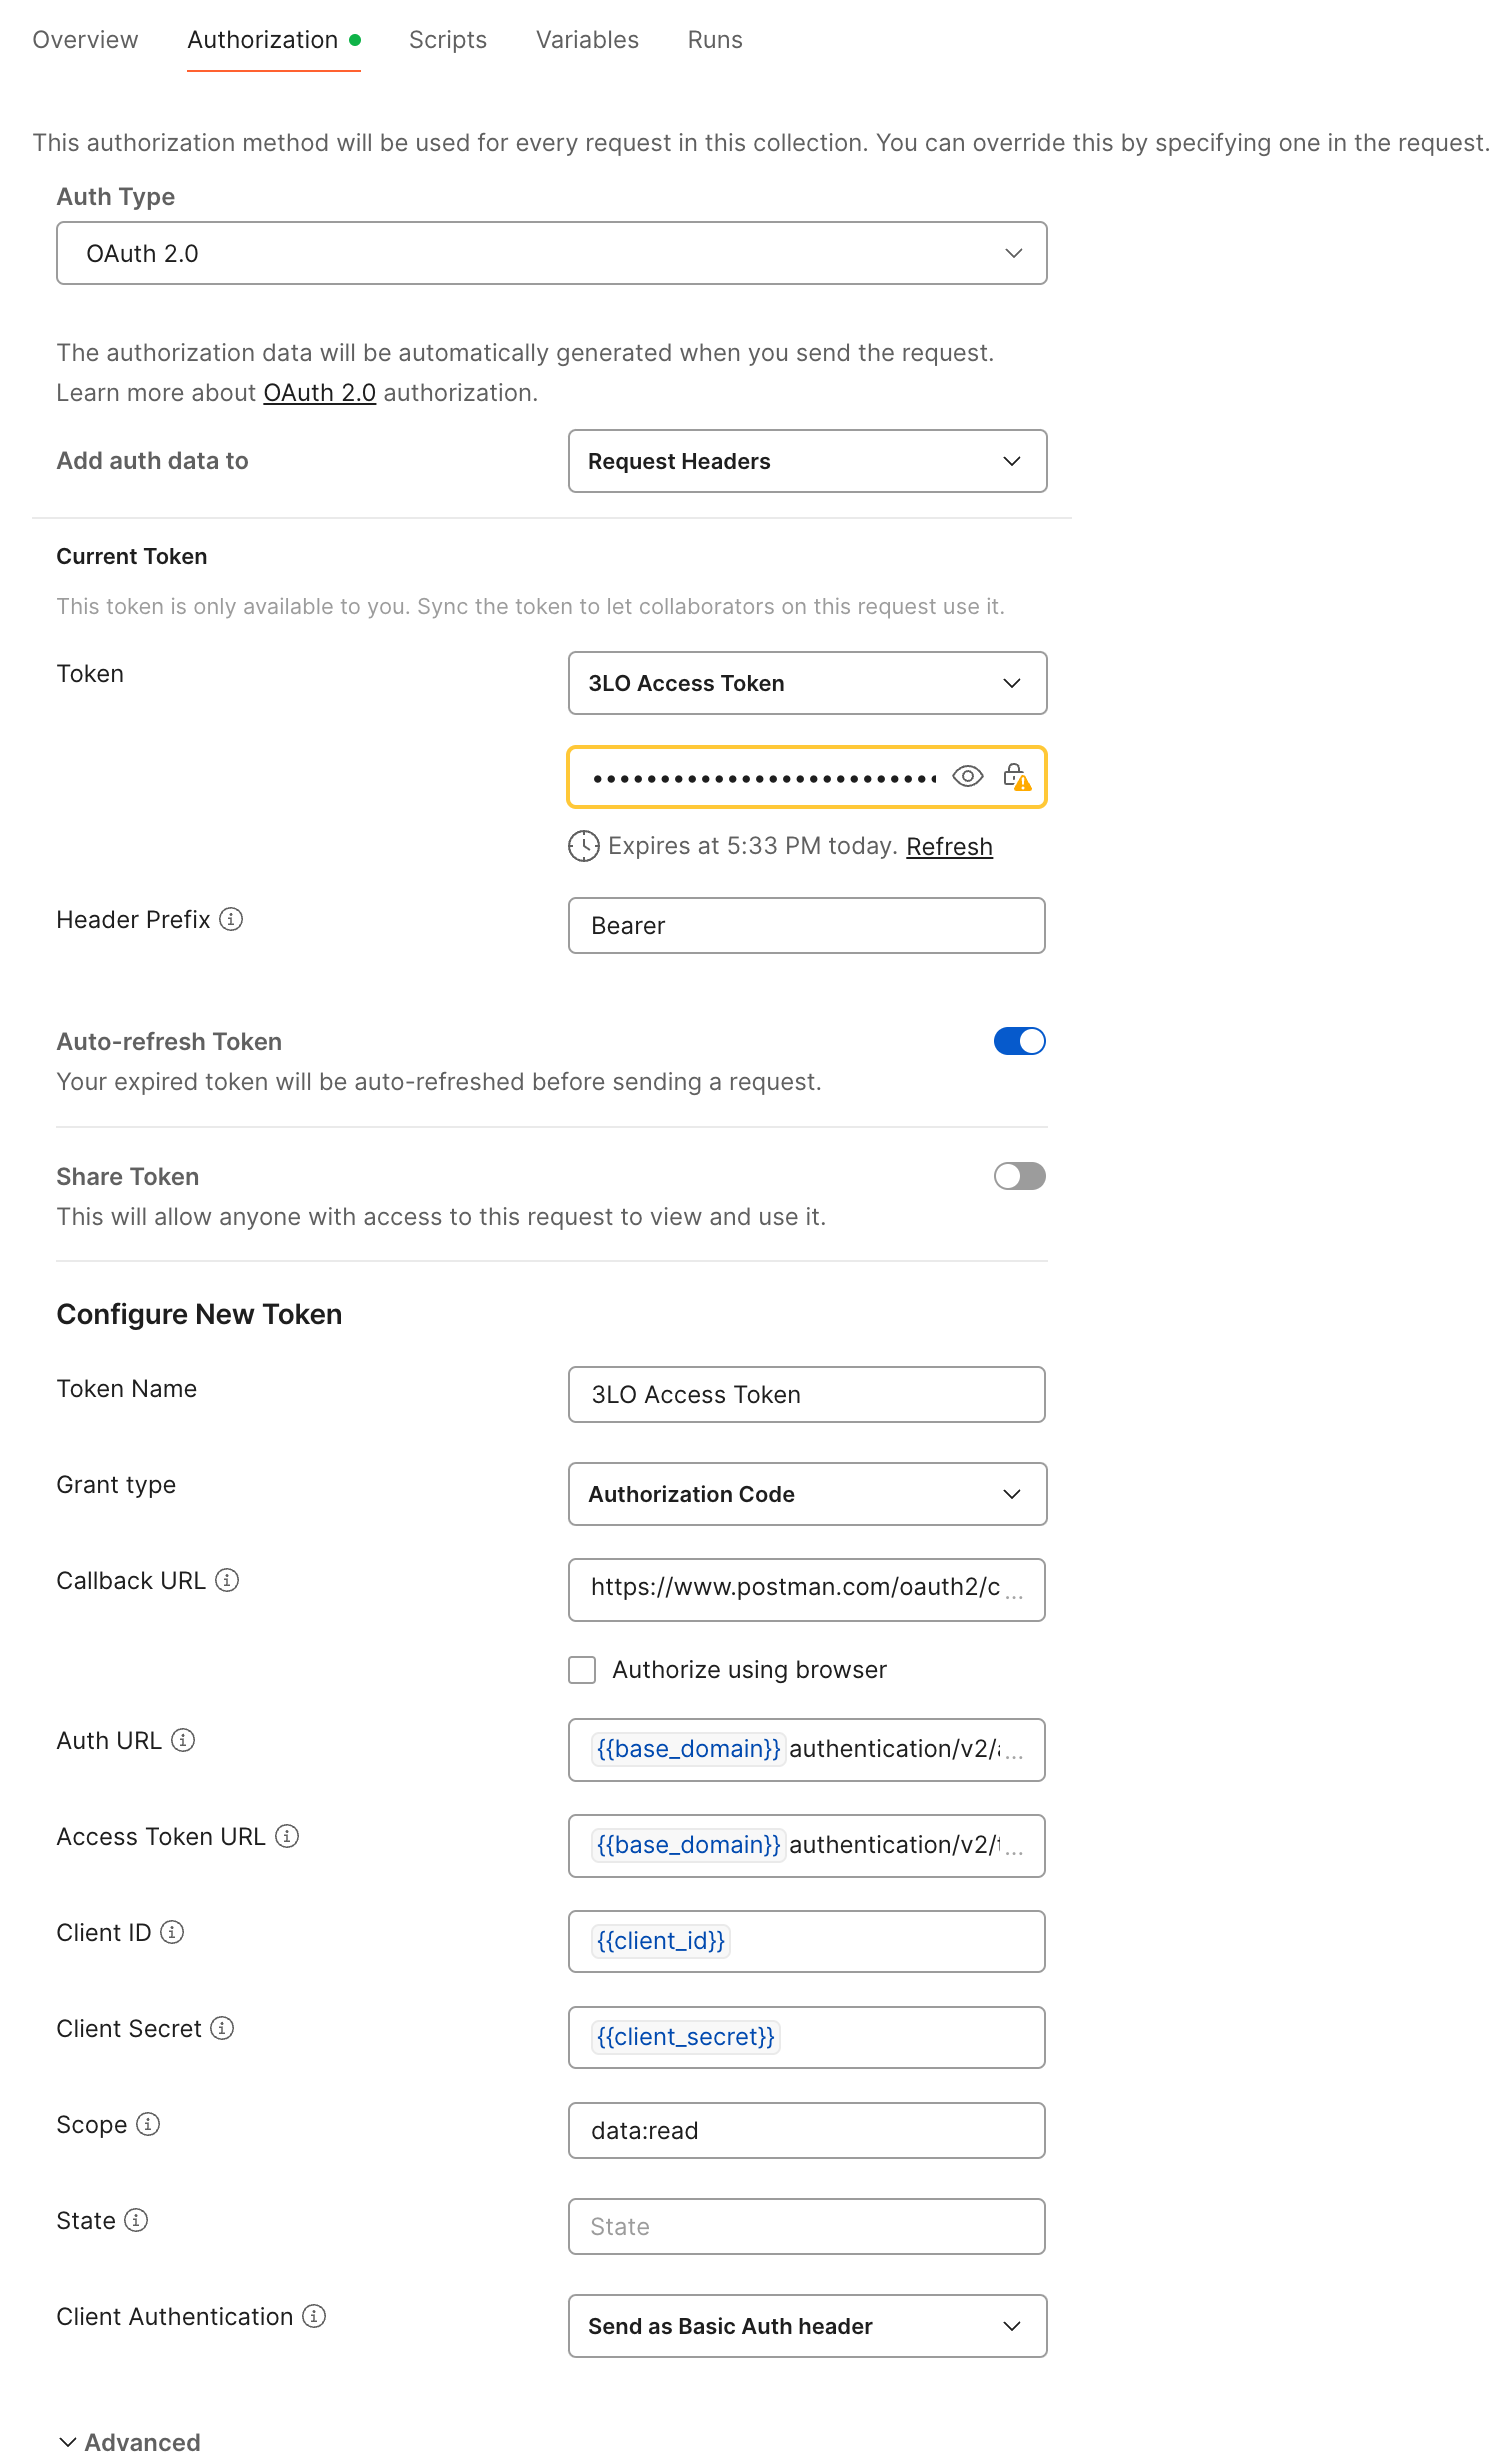 Overview Authorization Scripts Variables Runs
This authorization method will be used for every request in this collection. You can override this by specifying one in the request.
Auth Type
OAuth 2.0
The authorization data will be automatically generated when you send the request.
Learn more about OAuth 2.0 authorization.
Add auth data to Request Headers
Current Token
This token is only available to you. Sync the token to let collaborators on this request use it.
Token 3LO Access Token
Expires at 5:33 PM today. Refresh
Header Prefix Bearer
Auto-refresh Token
Your expired token will be auto-refreshed before sending a request.
Share Token
This will allow anyone with access to this request to view and use it.
Configure New Token
Token Name 3LO Access Token
Grant type Authorization Code
Callback URL https://www.postman.com/oauth2/c...
Authorize using browser
Auth URL {{base_domain}}authentication/v2/a...
Access Token URL {{base_domain}}authentication/v2/t...
Client ID {{client_id}}
Client Secret {{client_secret}}
Scope data:read
State State
Client Authentication Send as Basic Auth header
Advanced